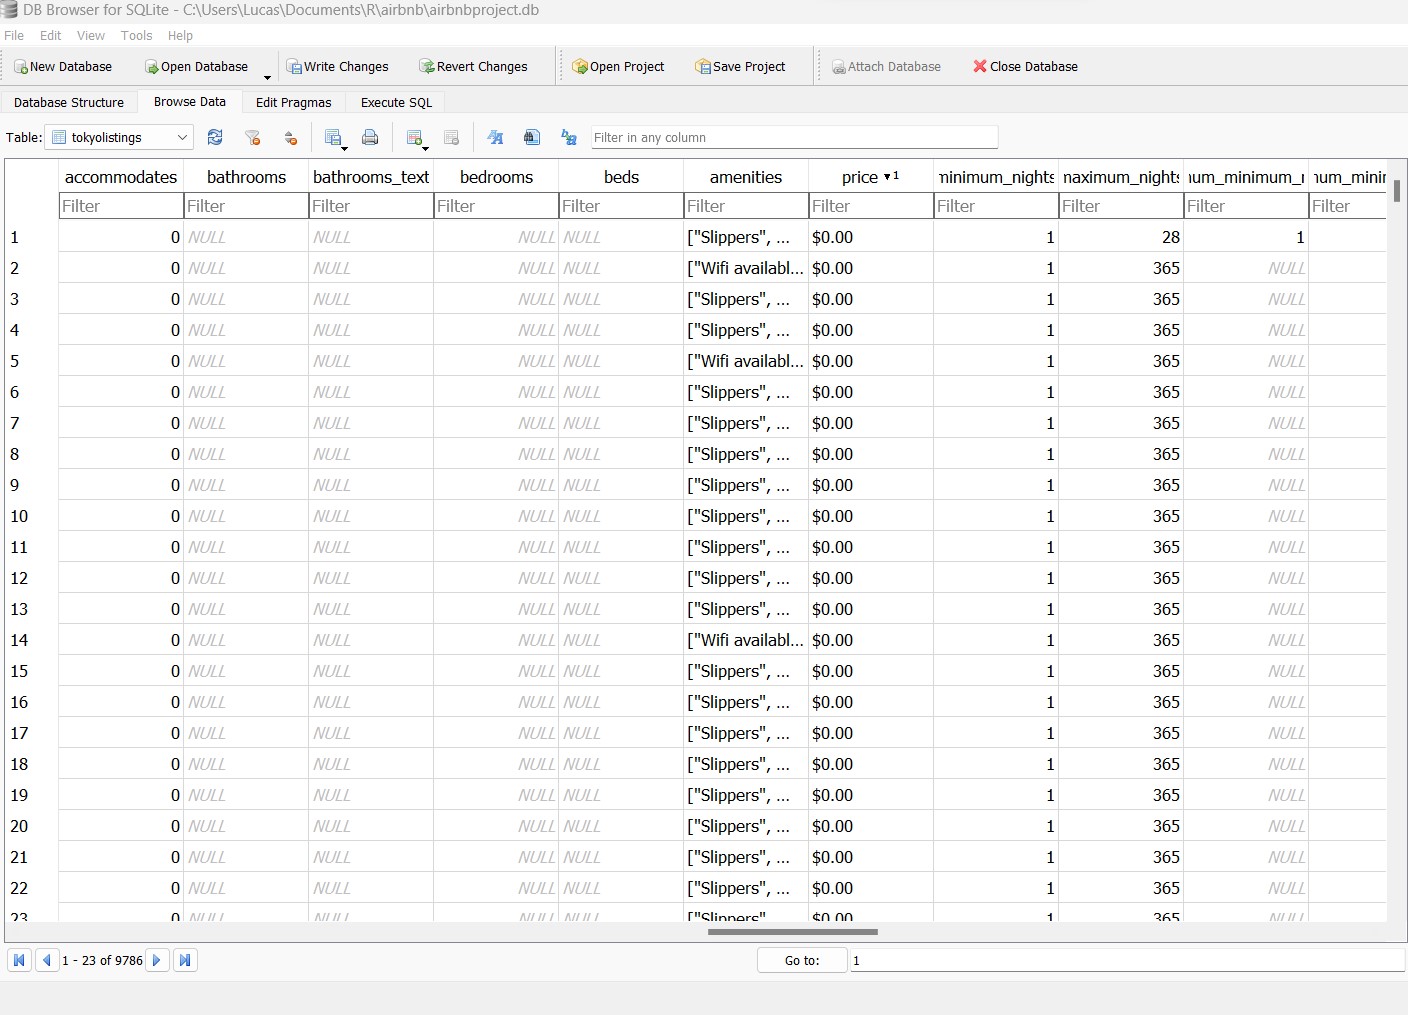 DB Browser for SQLite - C:\Users\Lucas\Documents\R\airbnb\airbnbproject.db
File Edit View Tools Help
New Database Open Database Write Changes Revert Changes Open Project Save Project Attach Database Close Database
Database Structure Browse Data Edit Pragmas Execute SQL
Table: tokyolistings Filter in any column
accommodates bathrooms bathrooms_text bedrooms beds amenities price 1 minimum_nights naximum_nights num_minimum_r num_minir
Filter Filter Filter Filter Filter Filter Filter Filter Filter Filter Filter
1 0 NULL NULL NULL NULL ["Slippers", ... $0.00 1 28 1
2 0 NULL NULL NULL NULL ["Wifi availabl... $0.00 1 365 NULL
3 0 NULL NULL NULL NULL ["Slippers", ... $0.00 1 365 NULL
4 0 NULL NULL NULL NULL ["Slippers", ... $0.00 1 365 NULL
5 0 NULL NULL NULL NULL ["Wifi availabl... $0.00 1 365 NULL
6 0 NULL NULL NULL NULL ["Slippers", ... $0.00 1 365 NULL
7 0 NULL NULL NULL NULL ["Slippers", ... $0.00 1 365 NULL
8 0 NULL NULL NULL NULL ["Slippers", ... $0.00 1 365 NULL
9 0 NULL NULL NULL NULL ["Slippers", ... $0.00 1 365 NULL
10 0 NULL NULL NULL NULL ["Slippers", ... $0.00 1 365 NULL
11 0 NULL NULL NULL NULL ["Slippers", ... $0.00 1 365 NULL
12 0 NULL NULL NULL NULL ["Slippers", ... $0.00 1 365 NULL
13 0 NULL NULL NULL NULL ["Slippers", ... $0.00 1 365 NULL
14 0 NULL NULL NULL NULL ["Wifi availabl... $0.00 1 365 NULL
15 0 NULL NULL NULL NULL ["Slippers", ... $0.00 1 365 NULL
16 0 NULL NULL NULL NULL ["Slippers", ... $0.00 1 365 NULL
17 0 NULL NULL NULL NULL ["Slippers", ... $0.00 1 365 NULL
18 0 NULL NULL NULL NULL ["Slippers", ... $0.00 1 365 NULL
19 0 NULL NULL NULL NULL ["Slippers", ... $0.00 1 365 NULL
20 0 NULL NULL NULL NULL ["Slippers", ... $0.00 1 365 NULL
21 0 NULL NULL NULL NULL ["Slippers", ... $0.00 1 365 NULL
22 0 NULL NULL NULL NULL ["Slippers", ... $0.00 1 365 NULL
23 0 NULL NULL NULL NULL ["Slippers" $0.00 1 365 NULL
1 - 23 of 9786 Go to: 1